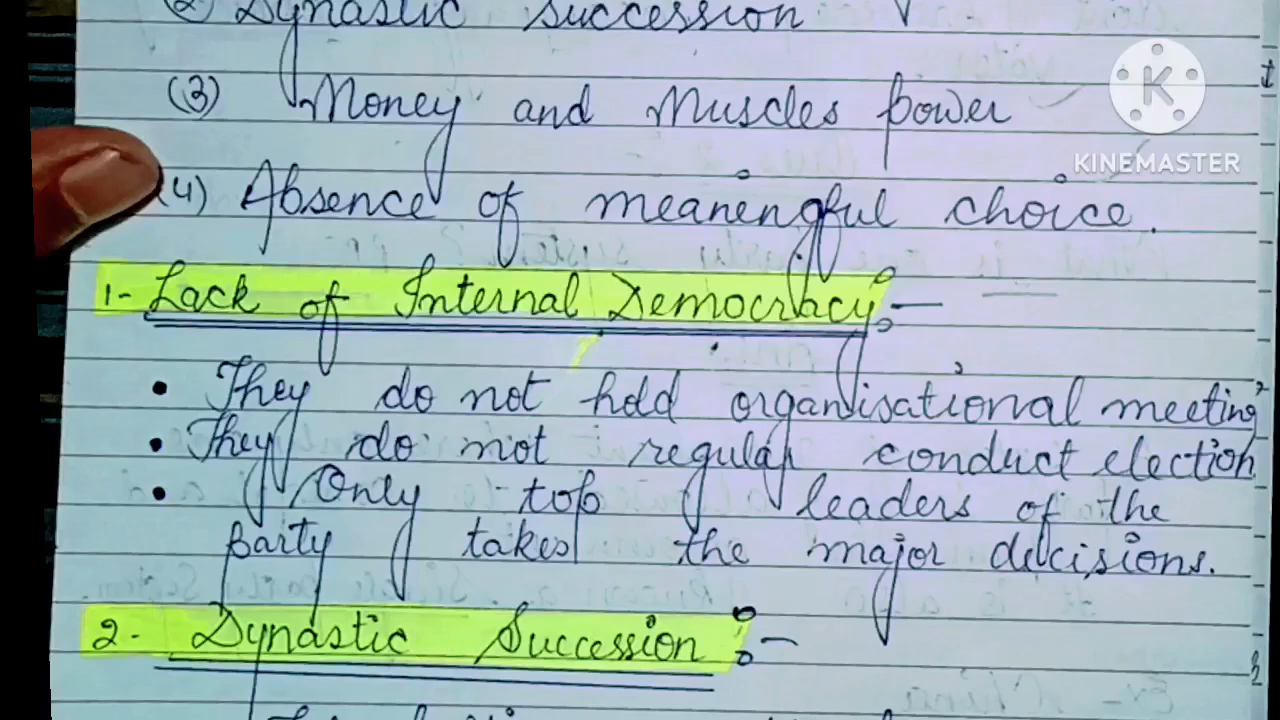 (2) Dynastic succession
(3) Money and Muscles power
(4) Absence of meaningful choice.
1- Lack of Internal Democracy:-
• They do not hold organisational meeting
• They do not regular conduct election
• Only top leaders of the
party takes the major decisions.
2- Dynastic Succession:-
KINEMASTER